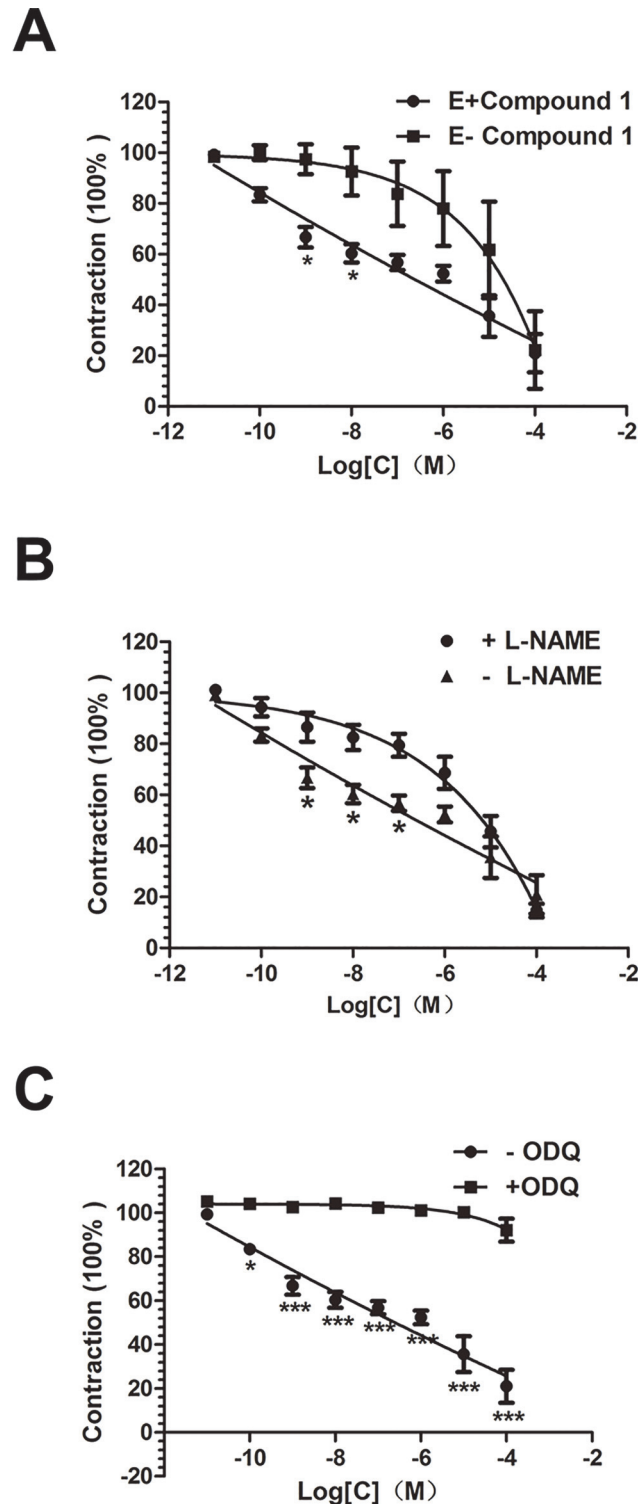 A
E+Compound 1
E- Compound 1
120
100
80
60
40
20
0
Contraction (100% )
* *
-12 -10 -8 -6 -4 -2
Log[C] (M)
B
+ L-NAME
- L-NAME
120
100
80
60
40
20
0
Contraction (100% )
* * *
-12 -10 -8 -6 -4 -2
Log[C] (M)
C
- ODQ
+ODQ
120
100
80
60
40
20
0
-20
Contraction (100% )
* *** *** *** *** *** ***
-10 -8 -6 -4 -2
Log[C] (M)